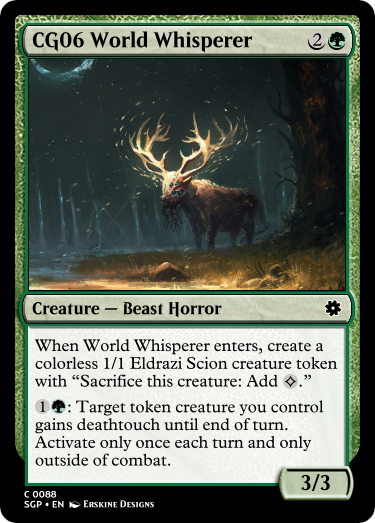 CG06 World Whisperer 2
Creature — Beast Horror
When World Whisperer enters, create a
colorless 1/1 Eldrazi Scion creature token
with “Sacrifice this creature: Add .”
1: Target token creature you control
gains deathtouch until end of turn.
Activate only once each turn and only
outside of combat.
3/3
C 0088
SGP • EN Erskine Designs